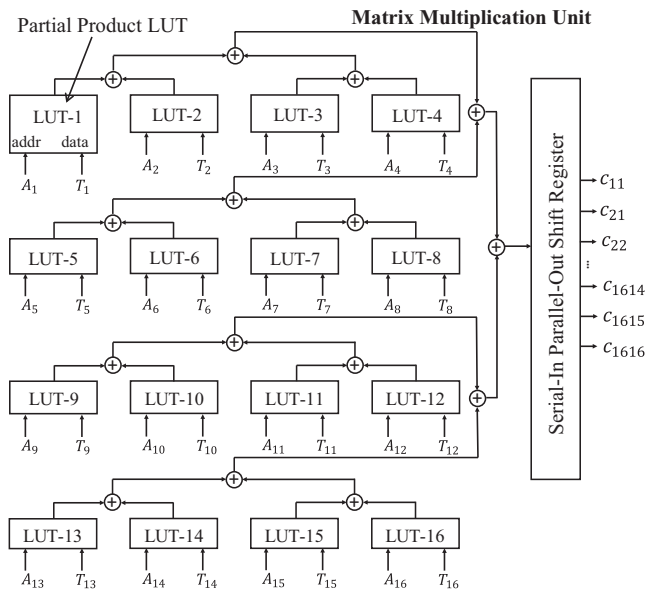 Matrix Multiplication Unit
Partial Product LUT
LUT-1
LUT-2
LUT-3
LUT-4
addr data
A₁ T₁ A₂ T₂ A₃ T₃ A₄ T₄
LUT-5
LUT-6
LUT-7
LUT-8
A₅ T₅ A₆ T₆ A₇ T₇ A₈ T₈
LUT-9
LUT-10
LUT-11
LUT-12
A₉ T₉ A₁₀ T₁₀ A₁₁ T₁₁ A₁₂ T₁₂
LUT-13
LUT-14
LUT-15
LUT-16
A₁₃ T₁₃ A₁₄ T₁₄ A₁₅ T₁₅ A₁₆ T₁₆
Serial-In Parallel-Out Shift Register
c₁₁
c₂₁
c₂₂
...
c₁₆₁₄
c₁₆₁₅
c₁₆₁₆